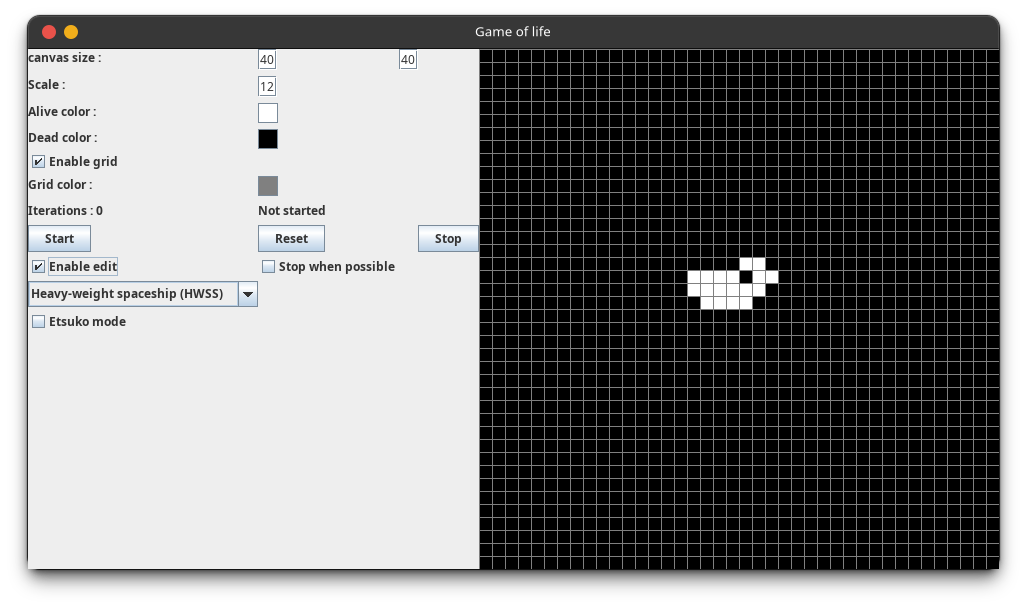 Game of life
canvas size : 40 40
Scale : 12
Alive color :
Dead color :
Enable grid
Grid color :
Iterations : 0 Not started
Start Reset Stop
Enable edit Stop when possible
Heavy-weight spaceship (HWSS)
Etsuko mode